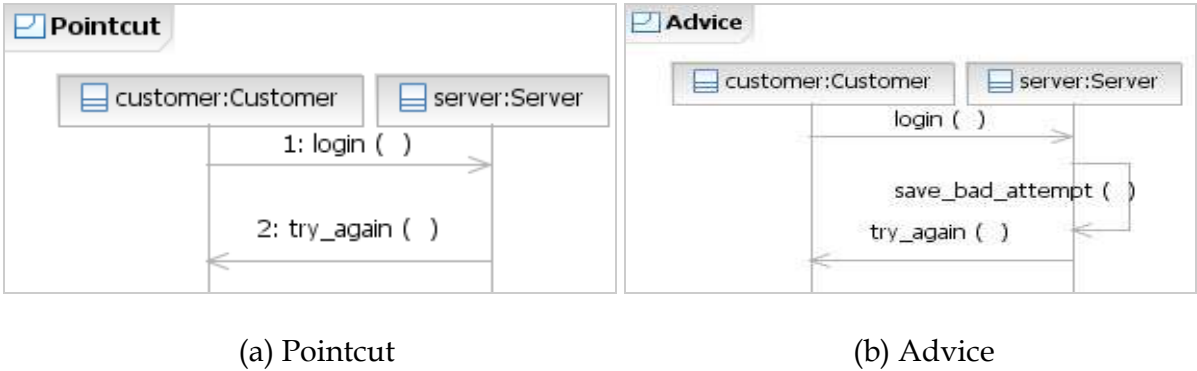 Pointcut
customer:Customer
server:Server
1: login ( )
2: try_again ( )
Advice
customer:Customer
server:Server
login ( )
save_bad_attempt ( )
try_again ( )
(a) Pointcut
(b) Advice